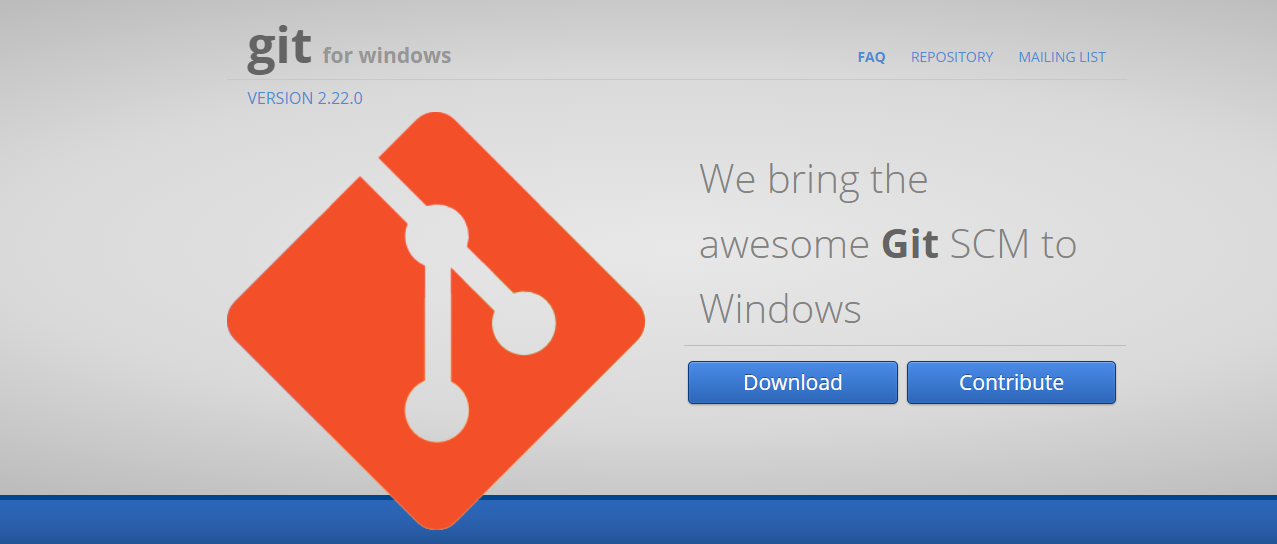 git for windows
FAQ REPOSITORY MAILING LIST
VERSION 2.22.0
We bring the
awesome Git SCM to
Windows
Download Contribute